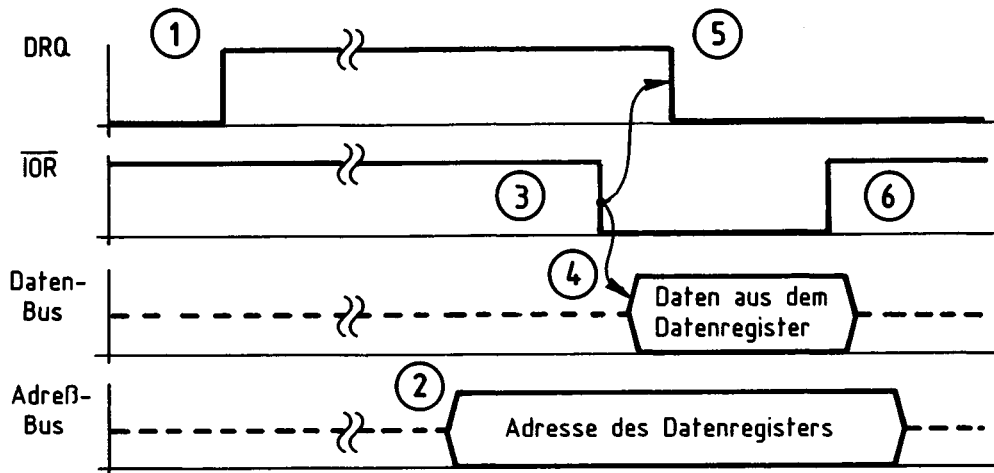 DRQ
1
5
IOR
3
6
Daten-
Bus
4
Daten aus dem
Datenregister
Adreß-
Bus
2
Adresse des Datenregisters